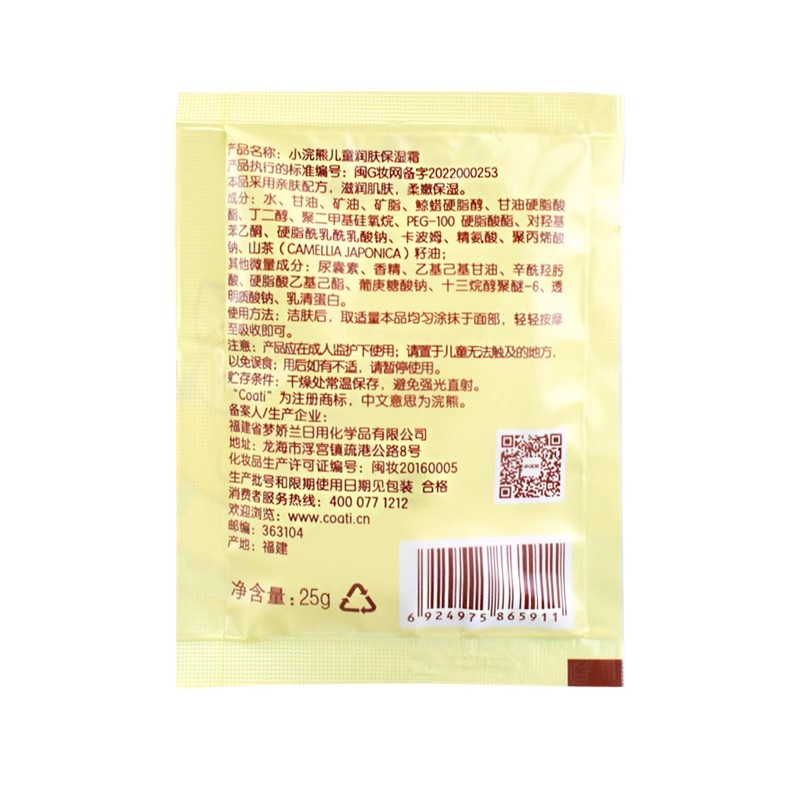 产品名称：小浣熊儿童润肤保湿霜
产品执行的标准编号：闽G妆网备字2022000253
本品采用亲肤配方，滋润肌肤，柔嫩保湿。
成分：水、甘油、矿油、矿脂、鲸蜡硬脂醇、甘油硬脂酸
酯、丁二醇、聚二甲基硅氧烷、PEG-100 硬脂酸酯、对羟基
苯乙酮、硬脂酰乳酰乳酸钠、卡波姆、精氨酸、聚丙烯酸
钠、山茶（CAMELLIA JAPONICA）籽油；
其他微量成分：尿囊素、香精、乙基己基甘油、辛酰羟肟
酸、硬脂酸乙基己酯、葡庚糖酸钠、十三烷醇聚醚-6、透
明质酸钠、乳清蛋白。
使用方法：洁肤后，取适量本品均匀涂抹于面部，轻轻按摩
至吸收即可。
注意：产品应在成人监护下使用；请置于儿童无法触及的地方，
以免误食；用后如有不适，请暂停使用。
贮存条件：干燥处常温保存，避免强光直射。
“Coati”为注册商标，中文意思为浣熊。
备案人/生产企业：
福建省梦娇兰日用化学品有限公司
地址：龙海市浮宫镇疏港公路8号
化妆品生产许可证编号：闽妆20160005
生产批号和限期使用日期见包装 合格
消费者服务热线：400 077 1212
欢迎浏览：www.coati.cn
邮编：363104
产地：福建
净含量：25g
6 924975 865911